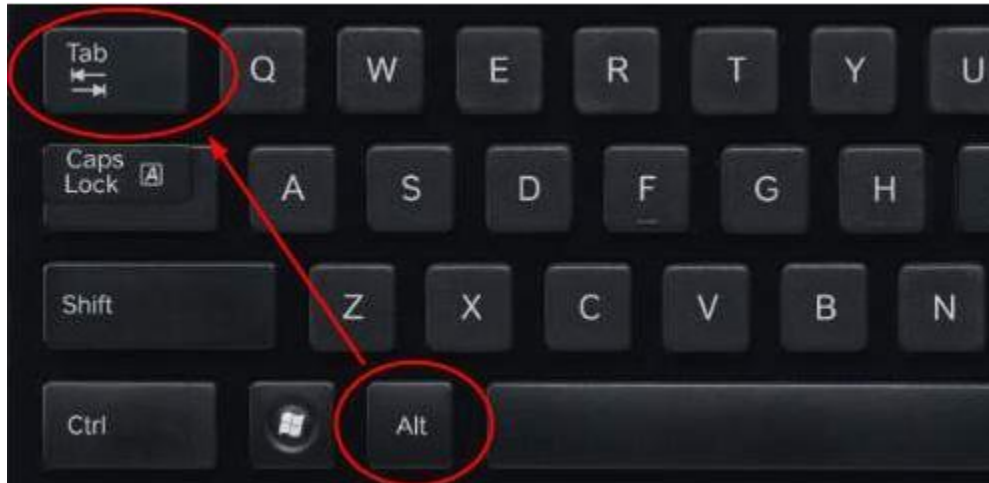 Tab
Q W E R T Y U
Caps
Lock A
A S D F G H
Shift
Z X C V B N
Ctrl
Alt